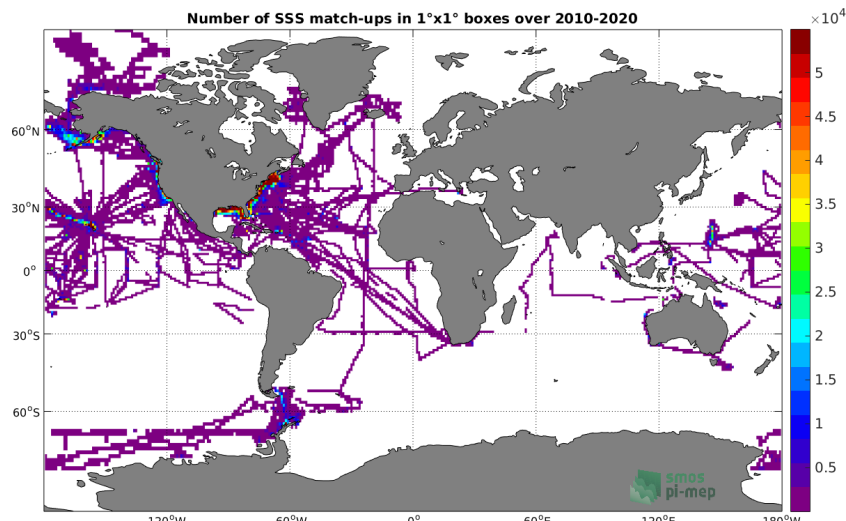 Number of SSS match-ups in 1°x1° boxes over 2010-2020
×10⁴
5
4.5
4
3.5
3
2.5
2
1.5
1
0.5
60°N
30°N
0°
30°S
60°S
smos
pi-mep
120°W
60°W
0°
60°E
120°E
180°W